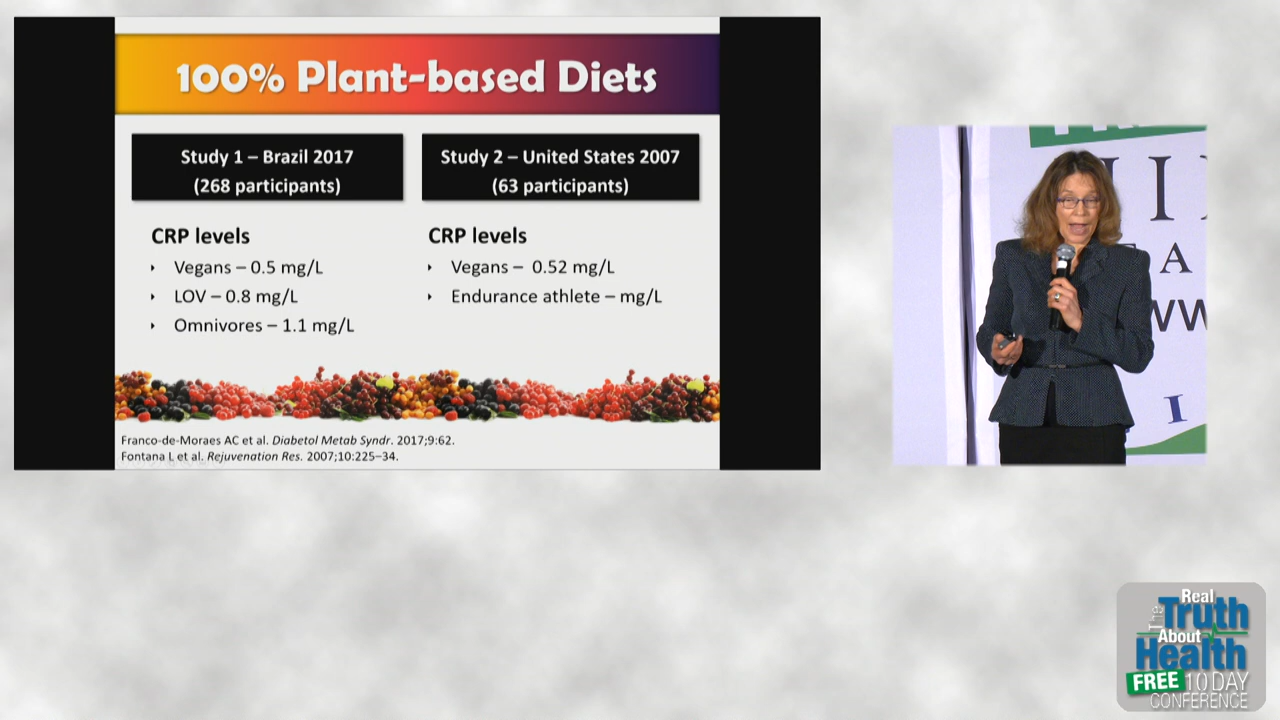 100% Plant-based Diets
Study 1 – Brazil 2017
(268 participants)
Study 2 – United States 2007
(63 participants)
CRP levels
Vegans – 0.5 mg/L
LOV – 0.8 mg/L
Omnivores – 1.1 mg/L
CRP levels
Vegans – 0.52 mg/L
Endurance athlete – mg/L
Franco-de-Moraes AC et al. Diabetol Metab Syndr. 2017;9:62.
Fontana L et al. Rejuvenation Res. 2007;10:225–34.
A
WW
I
The Real
Truth
About
Health
FREE 10 DAY
CONFERENCE